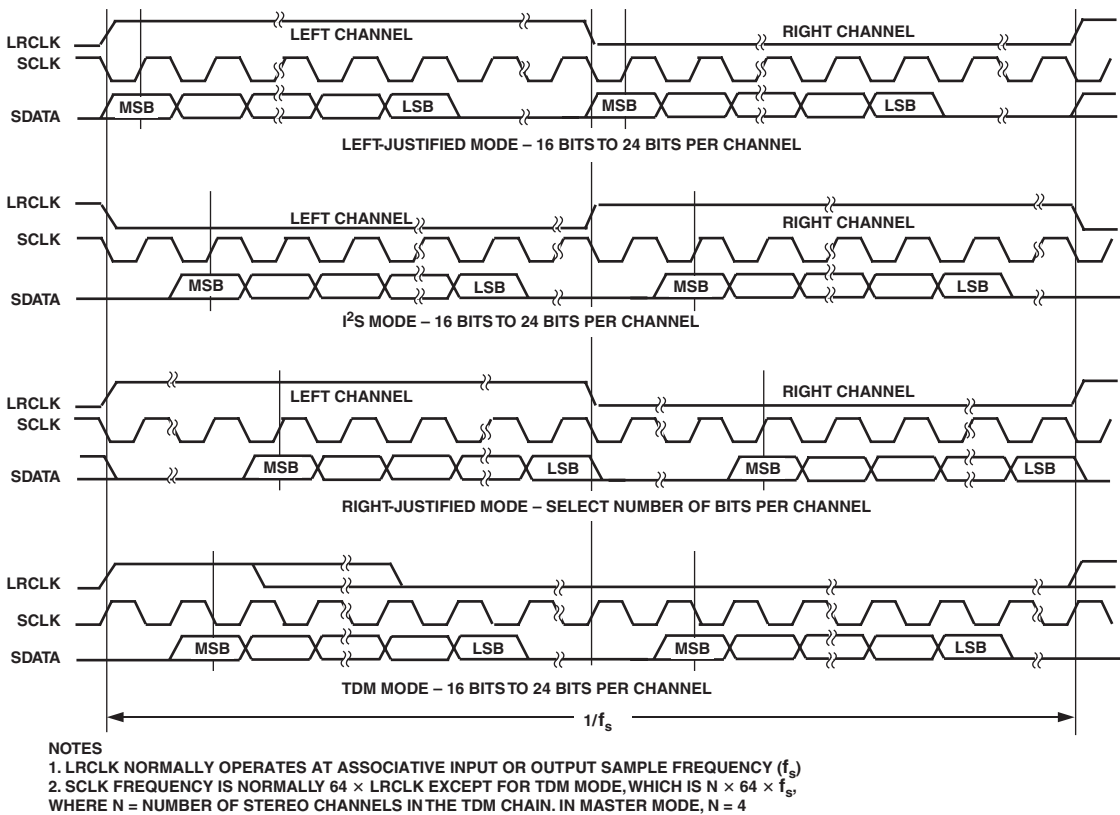 LEFT CHANNEL RIGHT CHANNEL
LRCLK
SCLK
MSB LSB MSB LSB
SDATA
LEFT-JUSTIFIED MODE – 16 BITS TO 24 BITS PER CHANNEL
LRCLK
LEFT CHANNEL RIGHT CHANNEL
SCLK
MSB LSB MSB LSB
SDATA
I²S MODE – 16 BITS TO 24 BITS PER CHANNEL
LEFT CHANNEL RIGHT CHANNEL
LRCLK
SCLK
MSB LSB MSB LSB
SDATA
RIGHT-JUSTIFIED MODE – SELECT NUMBER OF BITS PER CHANNEL
LRCLK
SCLK
MSB LSB MSB LSB
SDATA
TDM MODE – 16 BITS TO 24 BITS PER CHANNEL
1/fs
NOTES
1. LRCLK NORMALLY OPERATES AT ASSOCIATIVE INPUT OR OUTPUT SAMPLE FREQUENCY (fs)
2. SCLK FREQUENCY IS NORMALLY 64 × LRCLK EXCEPT FOR TDM MODE, WHICH IS N × 64 × fs,
WHERE N = NUMBER OF STEREO CHANNELS IN THE TDM CHAIN. IN MASTER MODE, N = 4